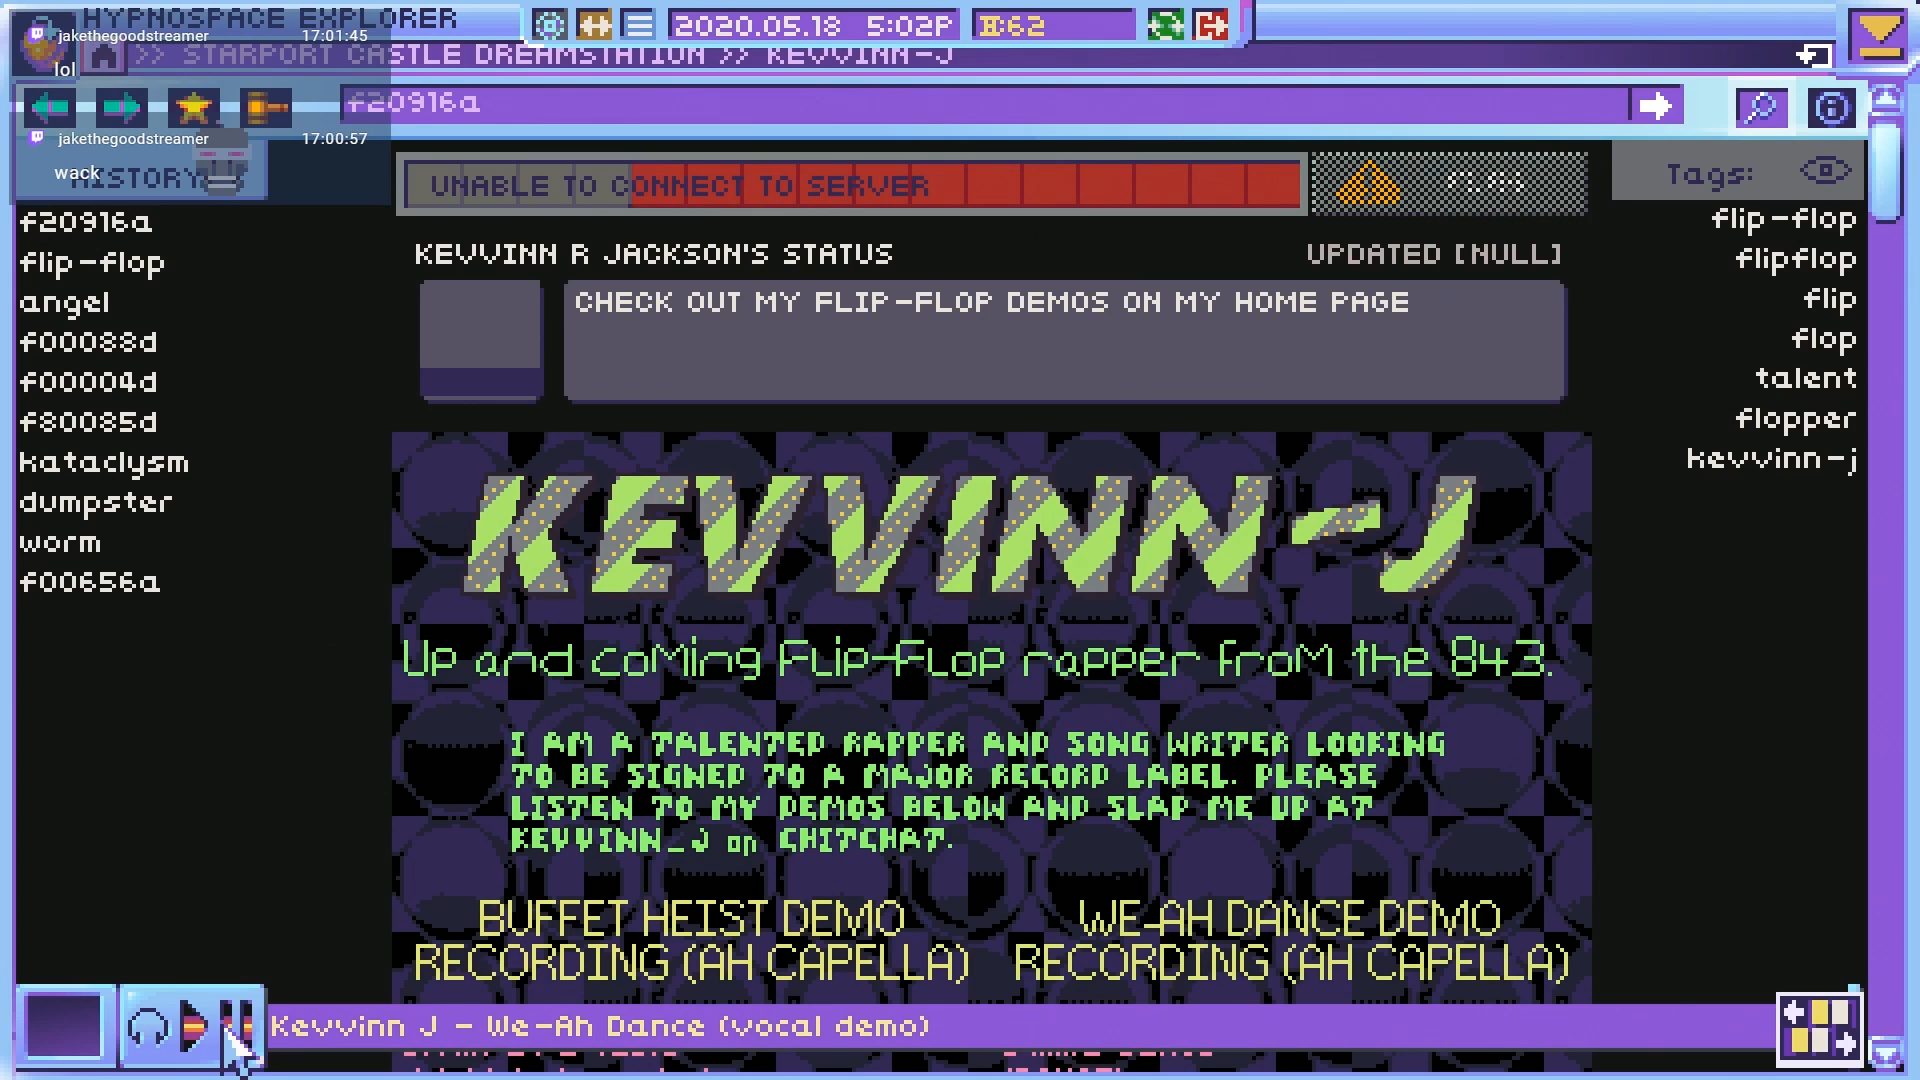 HYPNOSPACE EXPLORER
jakethegoodstreamer 17:01:45
lol
2020.05.18 5:02P
62
>> STARPORT CASTLE DREAMSTATION >> KEVVINN-J
f20916a
jakethegoodstreamer 17:00:57
wack
HISTORY
UNABLE TO CONNECT TO SERVER
Tags:
f20916a
flip-flop
angel
f00088d
f00004d
f80085d
kataclysm
dumpster
worm
f00656a
KEVVINN R JACKSON'S STATUS
UPDATED [NULL]
CHECK OUT MY FLIP-FLOP DEMOS ON MY HOME PAGE
flip-flop
flipflop
flip
flop
talent
flopper
kevvinn-j
KEVVINN-J
Up and coMing FLip-FLop rapper froM the 843.
I AM A TALENTED RAPPER AND SONG WRITER LOOKING
TO BE SIGNED TO A MAJOR RECORD LABEL. PLEASE
LISTEN TO MY DEMOS BELOW AND SLAP ME UP AT
KEVVINN_J on CHITCHAT.
BUFFET HEIST DEMO
RECORDING (AH CAPELLA)
WE-AH DANCE DEMO
RECORDING (AH CAPELLA)
Kevvinn J - We-Ah Dance (vocal demo)